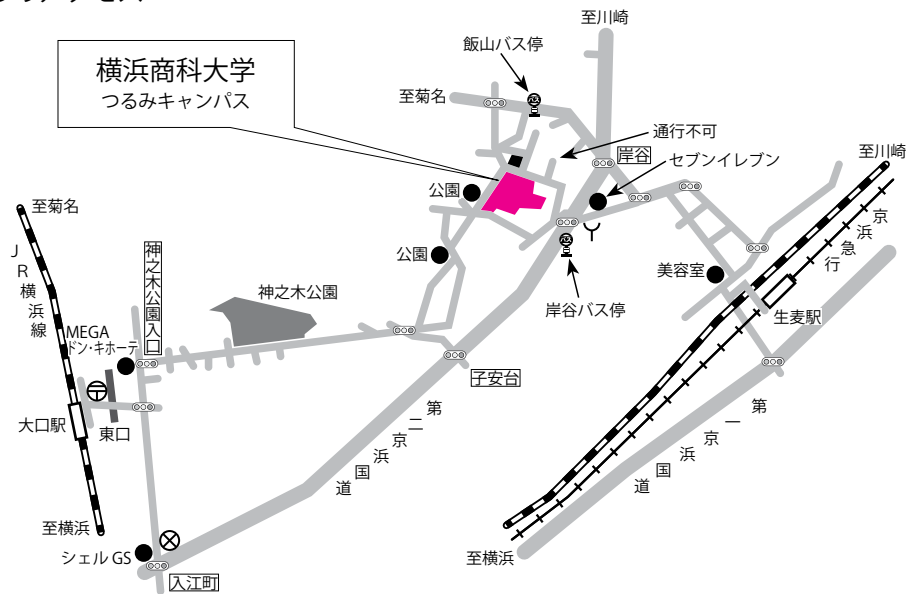 横浜商科大学
つるみキャンパス
至川崎
飯山バス停
至菊名
通行不可
岸谷
セブンイレブン
至川崎
公園
至菊名
京浜急行
JR横浜線
神之木公園入口
公園
美容室
神之木公園
岸谷バス停
生麦駅
MEGA
ドン・キホーテ
子安台
第二京浜国道
第一京浜国道
大口駅
東口
至横浜
至横浜
シェル GS
入江町